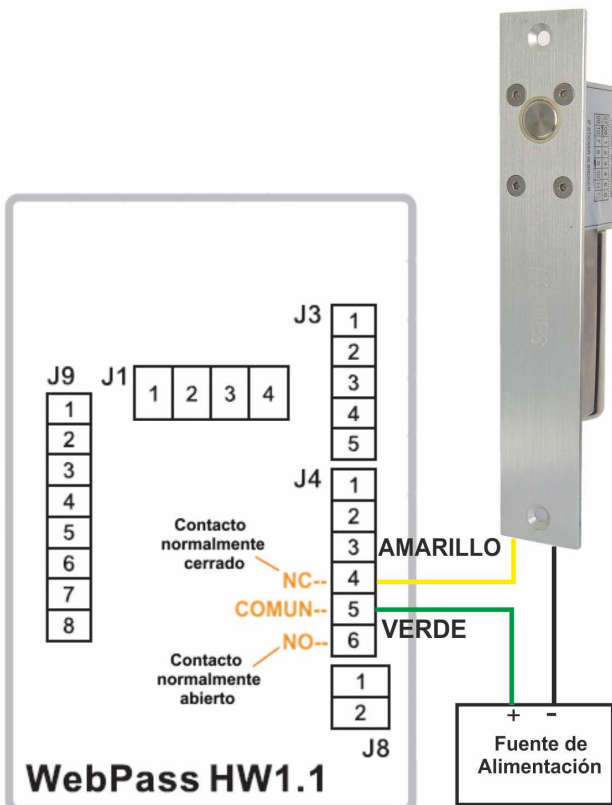 J3
1
2
3
4
5
J1
1 2 3 4
J9
1
2
3
4
5
6
7
8
J4
1
2
3
4
5
6
Contacto
normalmente
cerrado
NC--
COMUN--
NO--
Contacto
normalmente
abierto
AMARILLO
VERDE
1
2
J8
WebPass HW1.1
+ -
Fuente de
Alimentación